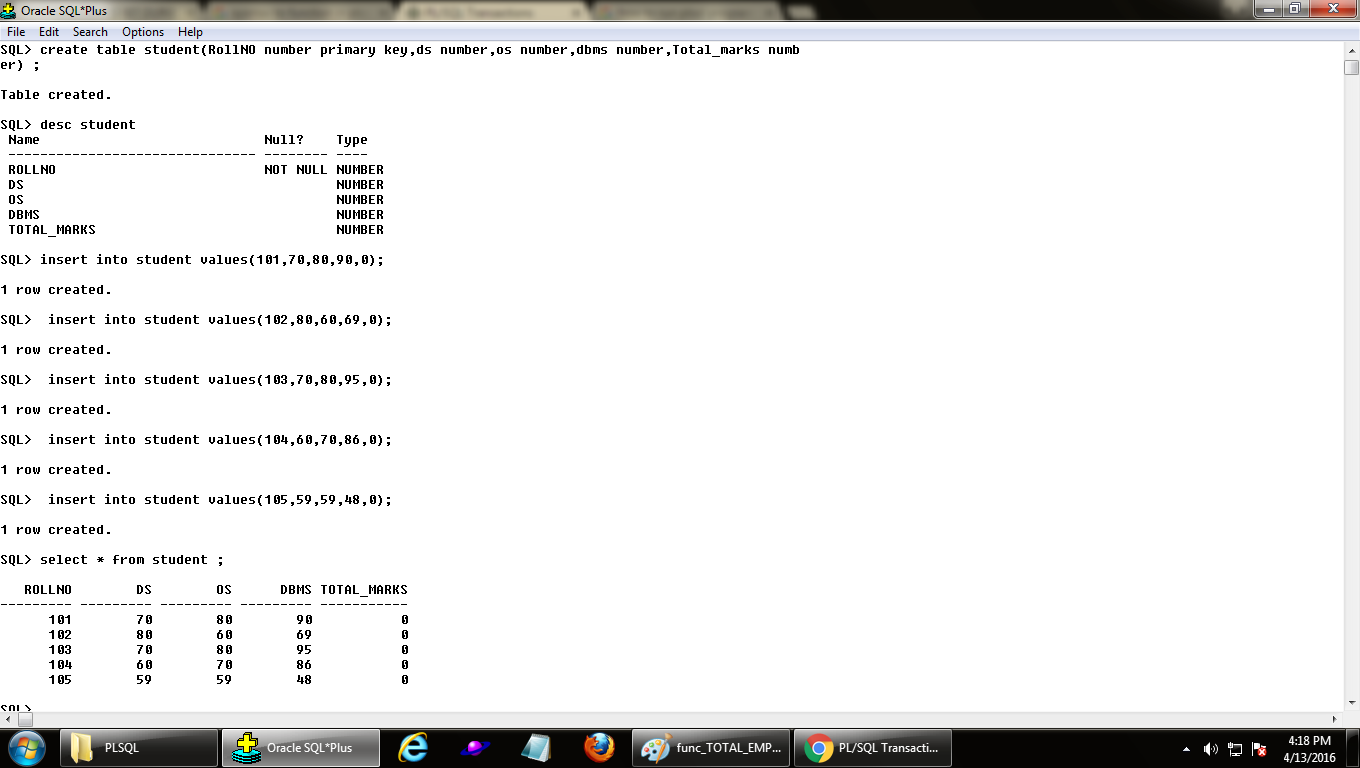 Oracle SQL*Plus
File Edit Search Options Help
SQL> create table student(RollNO number primary key,ds number,os number,dbms number,Total_marks numb
er) ;
Table created.
SQL> desc student
Name Null? Type
------------------------------- -------- ----
ROLLNO NOT NULL NUMBER
DS NUMBER
OS NUMBER
DBMS NUMBER
TOTAL_MARKS NUMBER
SQL> insert into student values(101,70,80,90,0);
1 row created.
SQL>  insert into student values(102,80,60,69,0);
1 row created.
SQL>  insert into student values(103,70,80,95,0);
1 row created.
SQL>  insert into student values(104,60,70,86,0);
1 row created.
SQL>  insert into student values(105,59,59,48,0);
1 row created.
SQL> select * from student ;
ROLLNO DS OS DBMS TOTAL_MARKS
--------- --------- --------- --------- -----------
101 70 80 90 0
102 80 60 69 0
103 70 80 95 0
104 60 70 86 0
105 59 59 48 0
SQL>
PLSQL Oracle SQL*Plus func_TOTAL_EMP... PL/SQL Transacti... 4:18 PM
4/13/2016